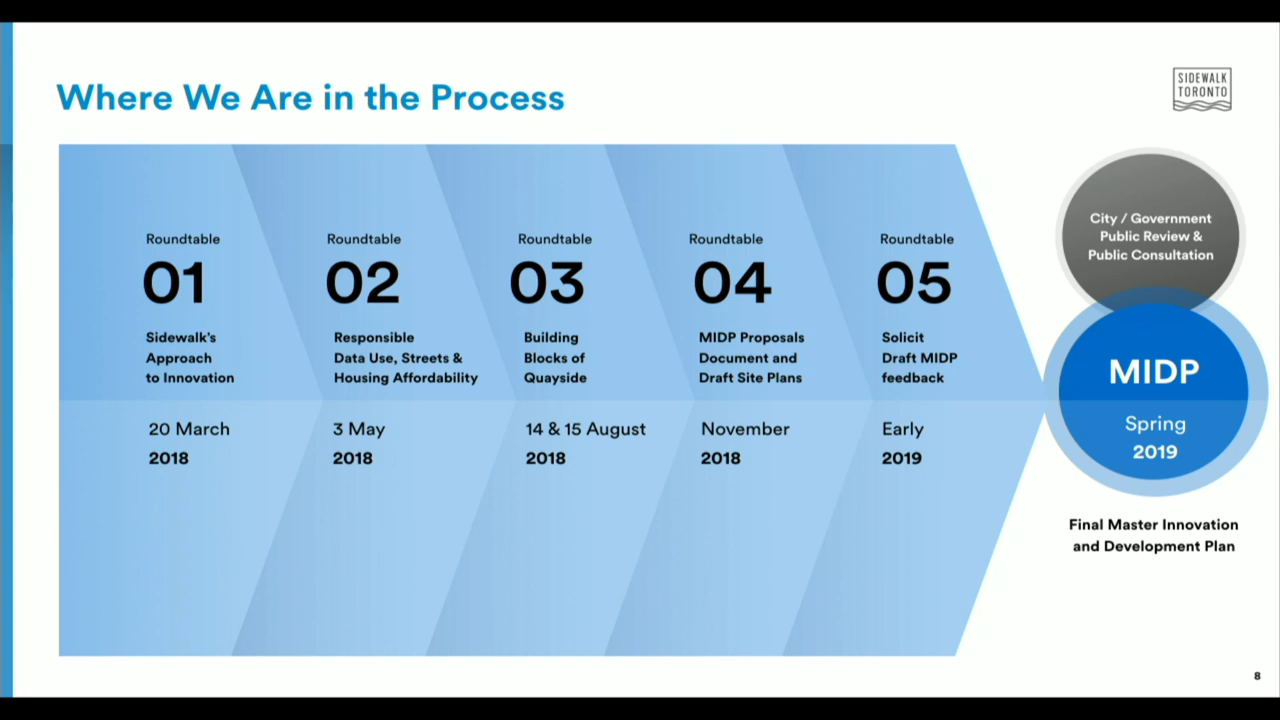 Where We Are in the Process
SIDEWALK
TORONTO
Roundtable
01
Sidewalk's
Approach
to Innovation
20 March
2018
Roundtable
02
Responsible
Data Use, Streets &
Housing Affordability
3 May
2018
Roundtable
03
Building
Blocks of
Quayside
14 & 15 August
2018
Roundtable
04
MIDP Proposals
Document and
Draft Site Plans
November
2018
Roundtable
05
Solicit
Draft MIDP
feedback
Early
2019
City / Government
Public Review &
Public Consultation
MIDP
Spring
2019
Final Master Innovation
and Development Plan
8